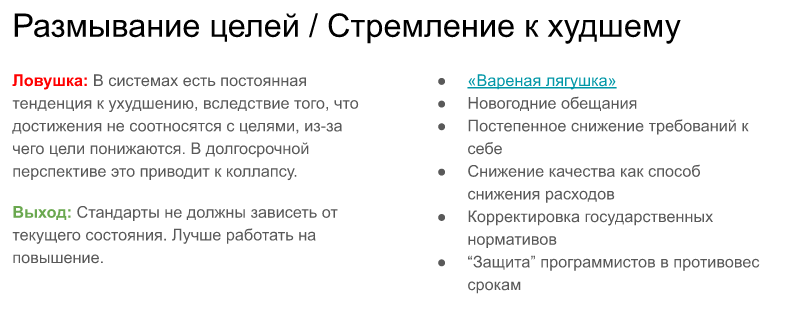 Размывание целей / Стремление к худшему
Ловушка: В системах есть постоянная
тенденция к ухудшению, вследствие того, что
достижения не соотносятся с целями, из-за
чего цели понижаются. В долгосрочной
перспективе это приводит к коллапсу.
Выход: Стандарты не должны зависеть от
текущего состояния. Лучше работать на
повышение.
● «Вареная лягушка»
● Новогодние обещания
● Постепенное снижение требований к
себе
● Снижение качества как способ
снижения расходов
● Корректировка государственных
нормативов
● “Защита” программистов в противовес
срокам